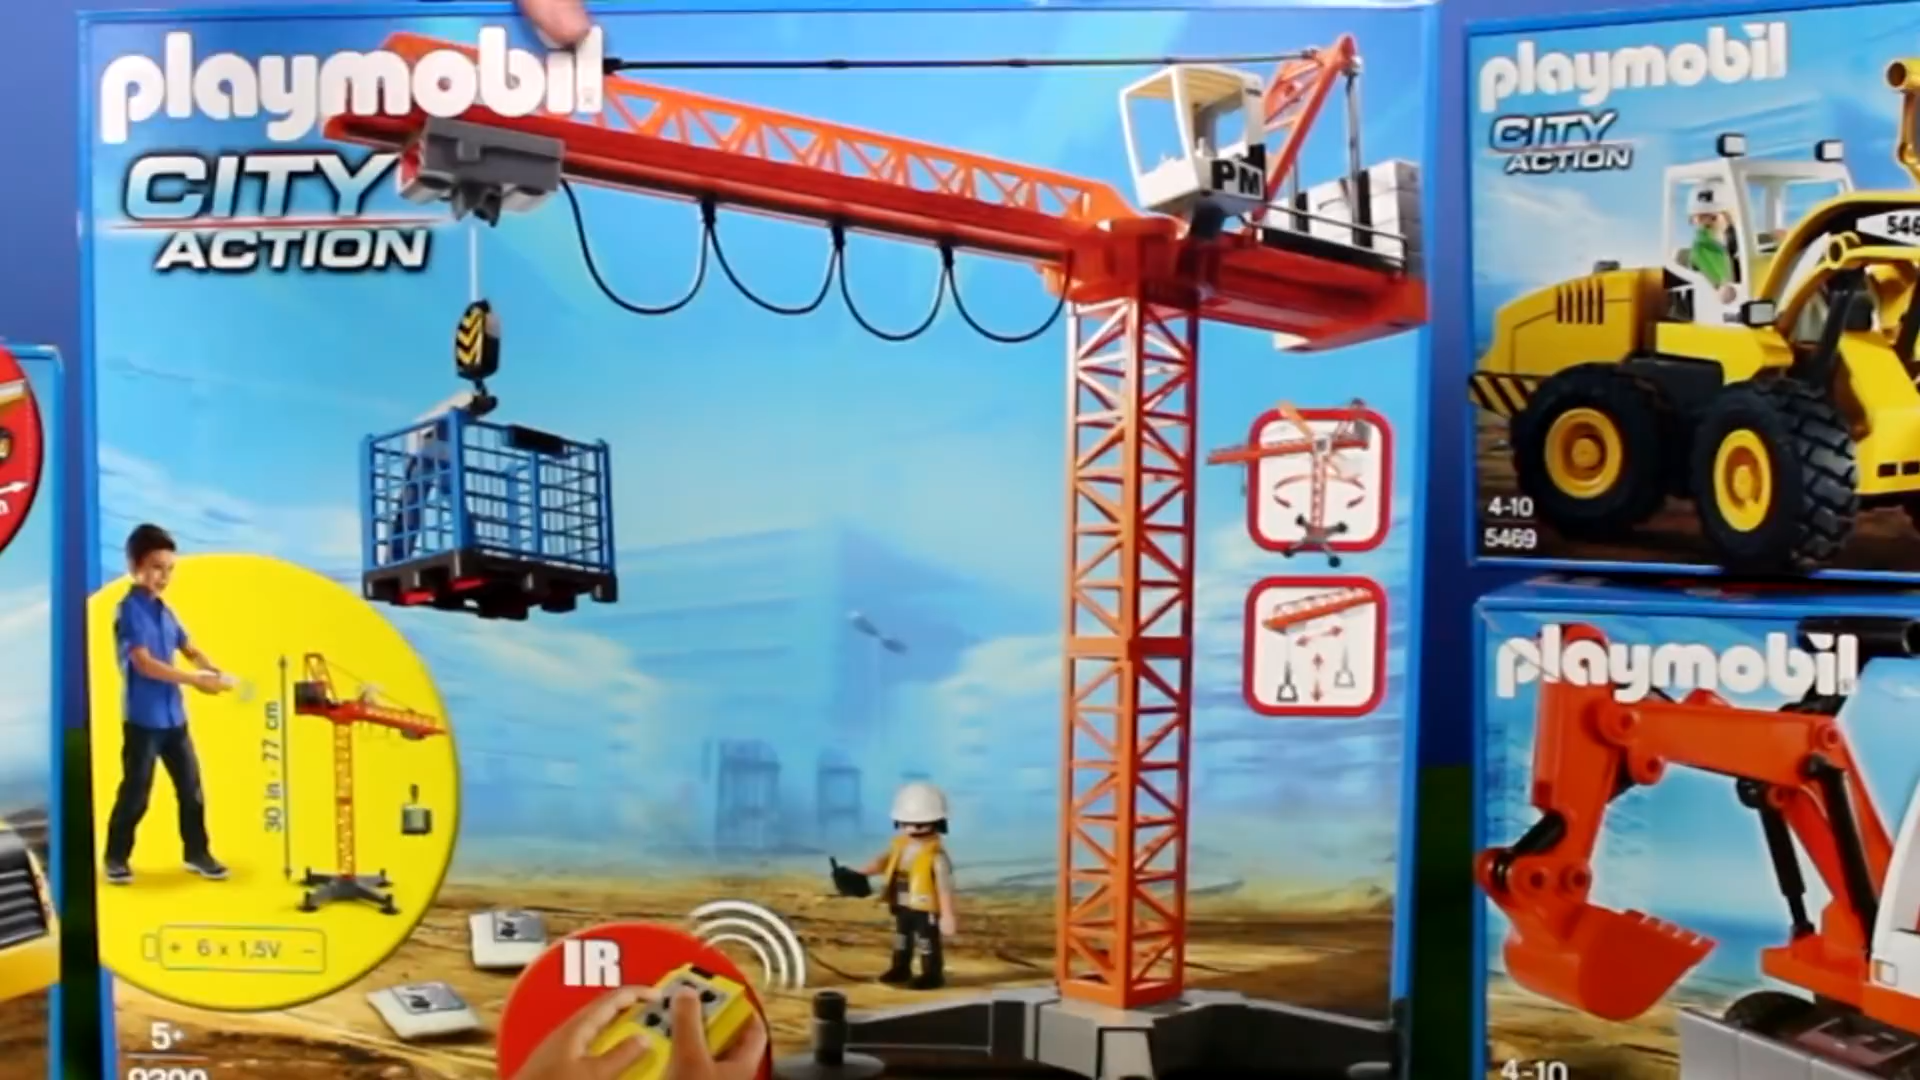 playmobil
CITY
ACTION
PM
30 in - 77 cm
+ 6 x 1,5V -
IR
5+
playmobil
CITY
ACTION
PM
4-10
5469
playmobil
4-10